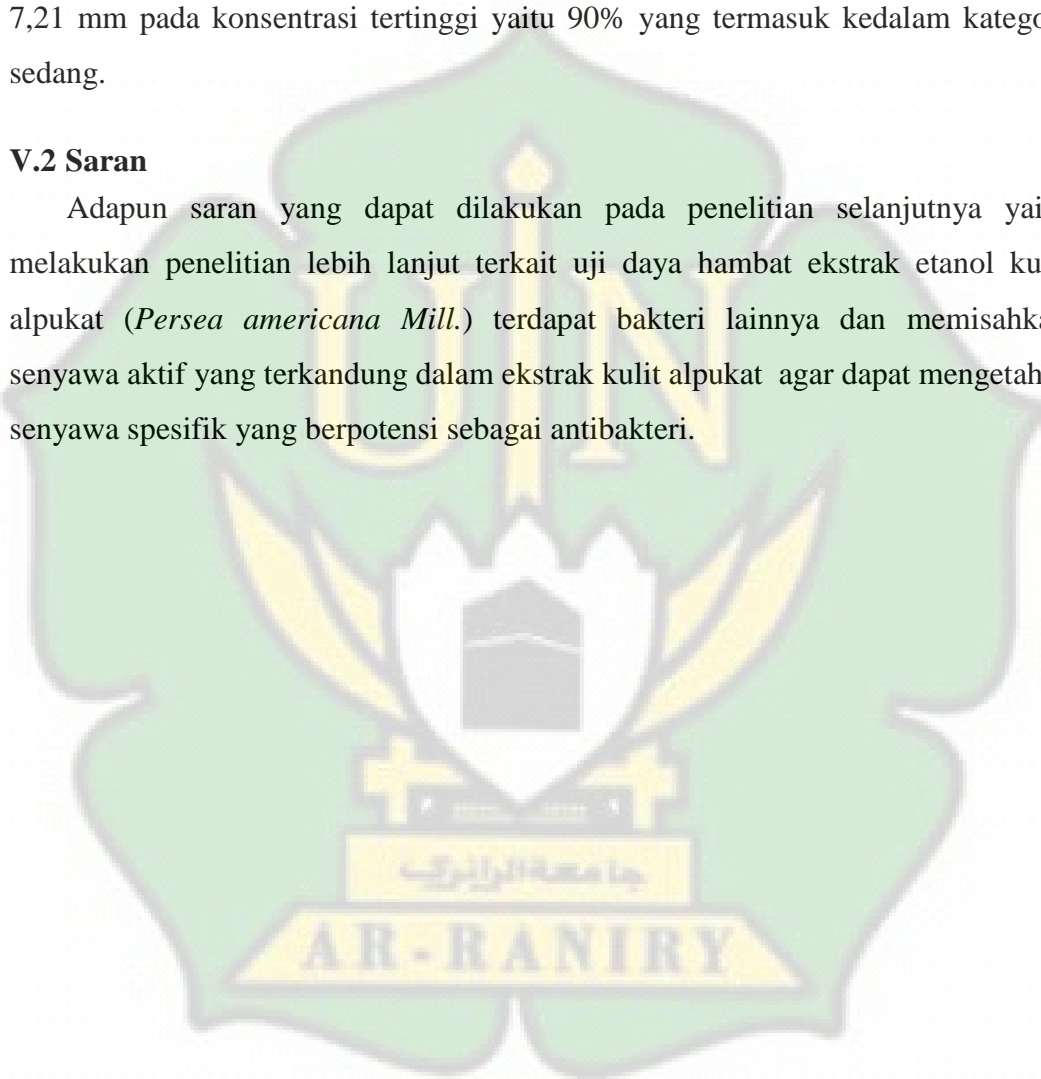 7,21 mm pada konsentrasi tertinggi yaitu 90% yang termasuk kedalam katego
sedang.
V.2 Saran
Adapun saran yang dapat dilakukan pada penelitian selanjutnya yai
melakukan penelitian lebih lanjut terkait uji daya hambat ekstrak etanol ku
alpukat (Persea americana Mill.) terdapat bakteri lainnya dan memisahka
senyawa aktif yang terkandung dalam ekstrak kulit alpukat agar dapat mengetah
senyawa spesifik yang berpotensi sebagai antibakteri.
UIN
جامعة الرانري
AR-RANIRY